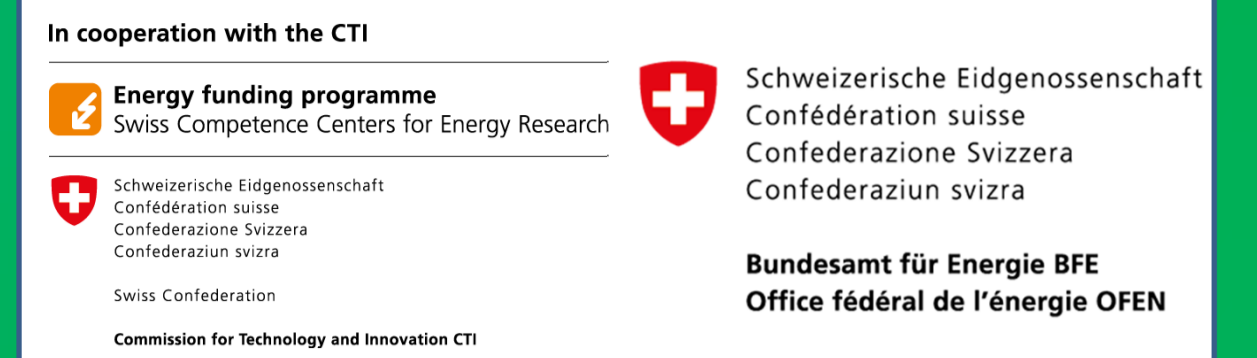 In cooperation with the CTI
Energy funding programme
Swiss Competence Centers for Energy Research
Schweizerische Eidgenossenschaft
Confédération suisse
Confederazione Svizzera
Confederaziun svizra
Swiss Confederation
Commission for Technology and Innovation CTI
Schweizerische Eidgenossenschaft
Confédération suisse
Confederazione Svizzera
Confederaziun svizra
Bundesamt für Energie BFE
Office fédéral de l'énergie OFEN